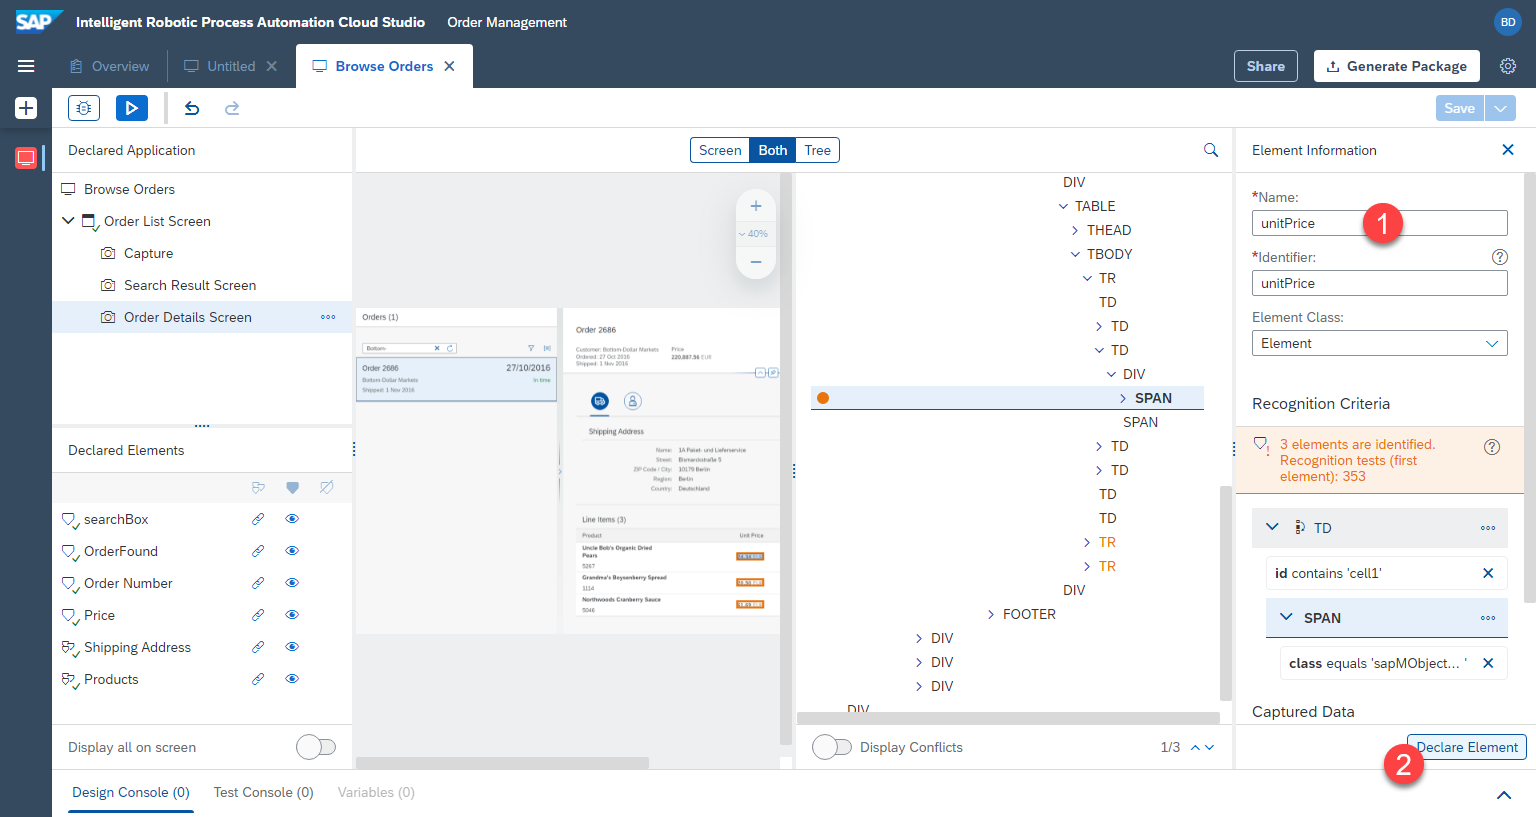 SAP Intelligent Robotic Process Automation Cloud Studio Order Management BD
Overview Untitled Browse Orders Share Generate Package
Save
Declared Application
Browse Orders
Order List Screen
Capture
Search Result Screen
Order Details Screen
Declared Elements
searchBox
OrderFound
Order Number
Price
Shipping Address
Products
Display all on screen
Screen Both Tree
40%
Orders (1)
Bottom-
Order 2686 27/10/2016
Bottom-Dollar Markets In time
Shipped: 1 Nov 2016
Order 2686
Customer: Bottom-Dollar Markets Price
Ordered: 27 Oct 2016 220,887.56 EUR
Shipped: 1 Nov 2016
Shipping Address
Name: 1A Paket- und Lieferservice
Street: Bismarckstraße 5
ZIP Code / City: 10179 Berlin
Region: Berlin
Country: Deutschland
Line Items (3)
Product Unit Price
Uncle Bob's Organic Dried
Pears
5267
Grandma's Boysenberry Spread
1114
Northwoods Cranberry Sauce
5046
DIV
TABLE
THEAD
TBODY
TR
TD
TD
TD
DIV
SPAN
SPAN
TD
TD
TD
TD
TR
TR
DIV
FOOTER
DIV
DIV
DIV
DIV
Display Conflicts 1/3
Element Information
*Name:
unitPrice 1
*Identifier:
unitPrice
Element Class:
Element
Recognition Criteria
3 elements are identified.
Recognition tests (first
element): 353
TD
id contains 'cell1'
SPAN
class equals 'sapMObject... '
Captured Data
Declare Element
2
Design Console (0) Test Console (0) Variables (0)